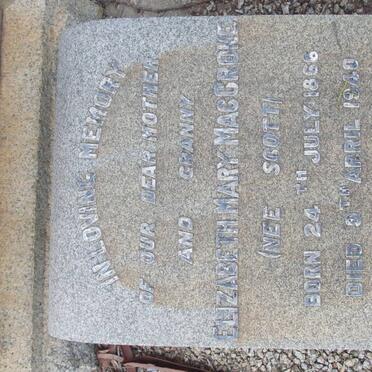 IN LOVING MEMORY
OF OUR DEAR MOTHER
AND GRANNY
ELIZABETH MARY MACCROKE
(NEE SCOTT)
BORN 24TH JULY 1866
DIED 9TH APRIL 1940